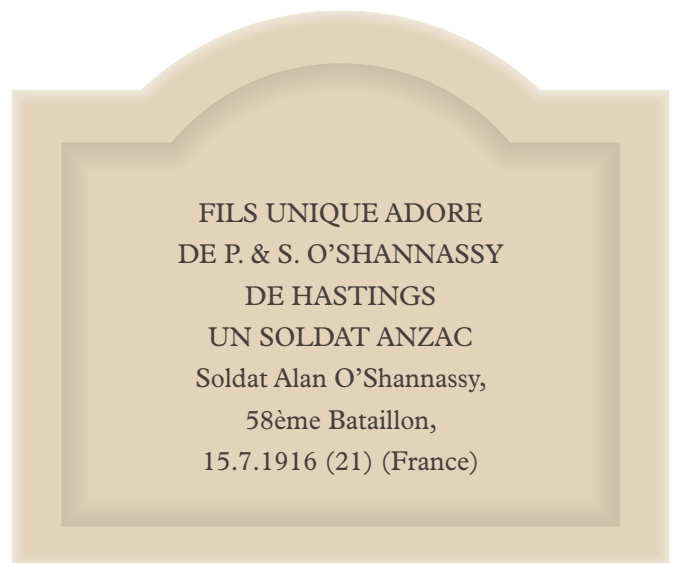 FILS UNIQUE ADORE
DE P. & S. O’SHANNASSY
DE HASTINGS
UN SOLDAT ANZAC
Soldat Alan O’Shannassy,
58ème Bataillon,
15.7.1916 (21) (France)